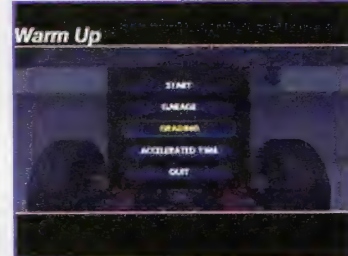 Warm Up
START
GARAGE
GRADING
ACCELERATED TIME
QUIT